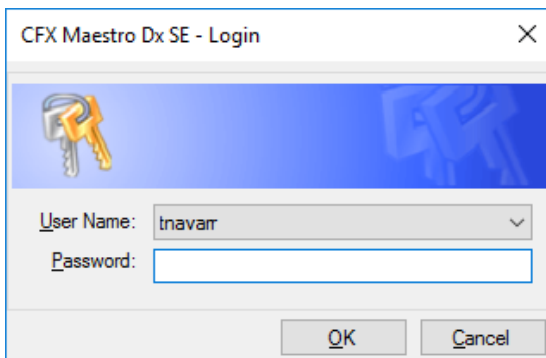 CFX Maestro Dx SE - Login
User Name: tnavarr
Password:
OK Cancel